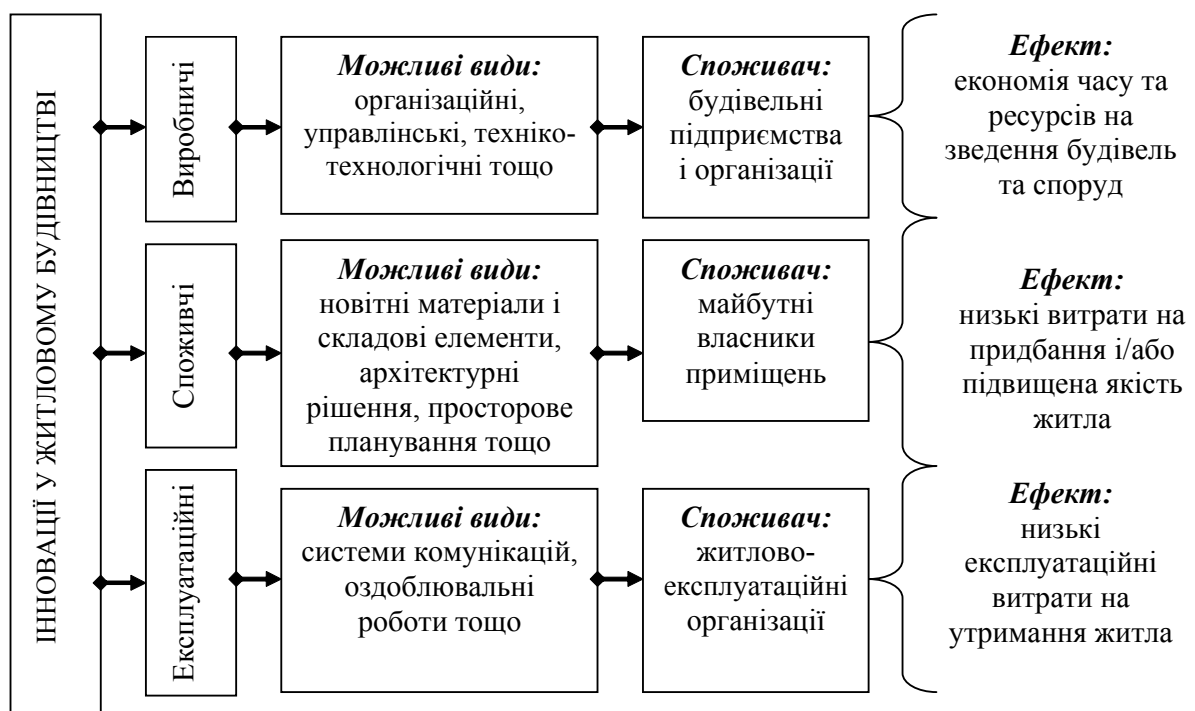 ІННОВАЦІЇ У ЖИТЛОВОМУ БУДІВНИЦТВІ
Виробничі
Можливі види:
організаційні,
управлінські, техніко-
технологічні тощо
Споживач:
будівельні
підприємства
і організації
Ефект:
економія часу та
ресурсів на
зведення будівель
та споруд
Споживчі
Можливі види:
новітні матеріали і
складові елементи,
архітектурні
рішення, просторове
планування тощо
Споживач:
майбутні
власники
приміщень
Ефект:
низькі витрати на
придбання і/або
підвищена якість
житла
Експлуатаційні
Можливі види:
системи комунікацій,
оздоблювальні
роботи тощо
Споживач:
житлово-
експлуатаційні
організації
Ефект:
низькі
експлуатаційні
витрати на
утримання житла